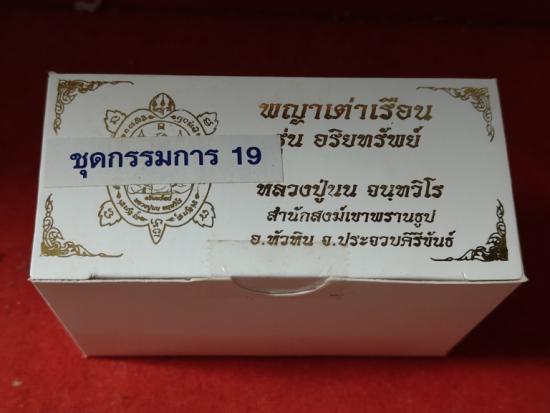 พญาเต่าเรือน
รุ่น อริยทรัพย์
ชุดกรรมการ 19
หลวงปู่นน จนฺทวิโร
สำนักสงฆ์เขาพรานธูป
อ.หัวหิน จ.ประจวบคีรีขันธ์